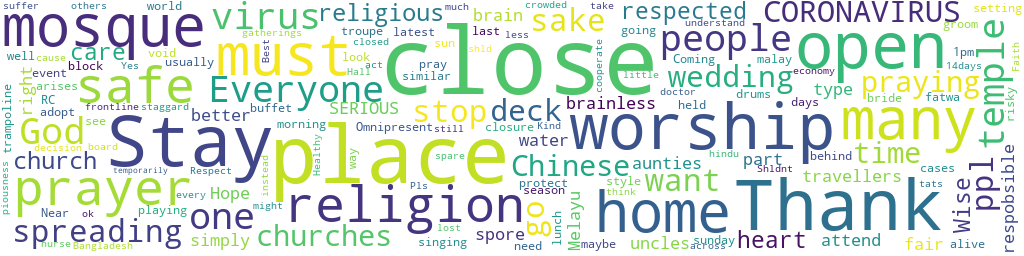 mosque
virus
religious
sake
respected
CORONAVIRUS
people
open
temple
close
must
safe
Everyone
care
God
church
prayer
spreading
Stay
place
worship
many
time
religion
churches
one
simply
Hope
stop
deck
wedding
praying
Chinese
want
home
Thank
ppl
Wise
go
heart
attend
fair
aunties
uncles
spore
brainless
SERIOUS
travellers
responsible
Melayu
water
part
type
right
better
brain
troupe
latest
last
less
much
crowded
take
going
understand
groom
setting
world
others
suffer
well
cause
gatherings
void
closed
Best
sun
shld
look
pray
similar
pact
Hall
cooperate
little
doctor
Coming
malay
economy
1pm
14days
Faith
risky
block
Yes
usually
event
arises
RC
adopt
frontline
staggard
buffet
trampoline
see
decision
board
temporarily
Respect
piousness
Near
ok
nurse
Bangladesh
playing
every
morning
Omnipresent
still
closure
Kind
held
drums
days
bride
fatwa
behind
hindu
Shldnt
cases
tats
alive
style
think
protect
season
Pls
spare
way
Healthy
instead
might
lost
singing
need
lunch
maybe
across
sunday